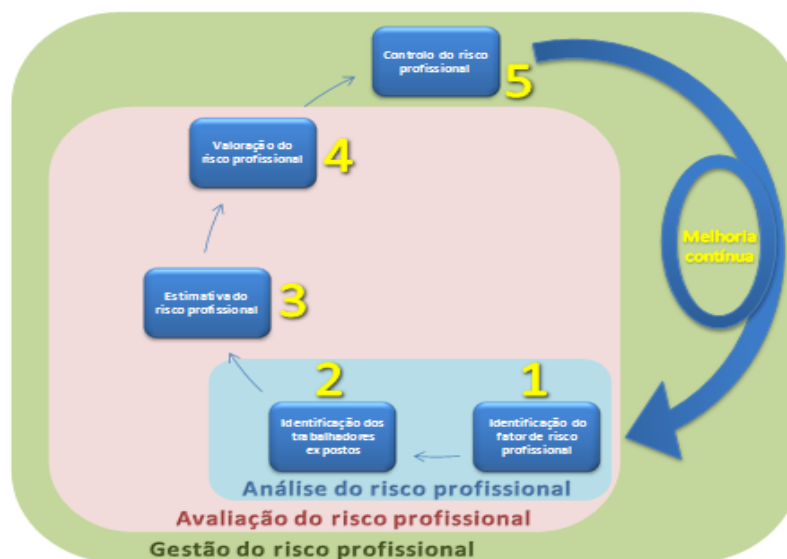 Controlo do risco
profissional
5
Valoração do
risco profissional
4
Melhoria
contínua
Estimativa do
risco profissional
3
2
1
Identificação dos
trabalhadores
expostos
Identificação do
fator de risco
profissional
Análise do risco profissional
Avaliação do risco profissional
Gestão do risco profissional